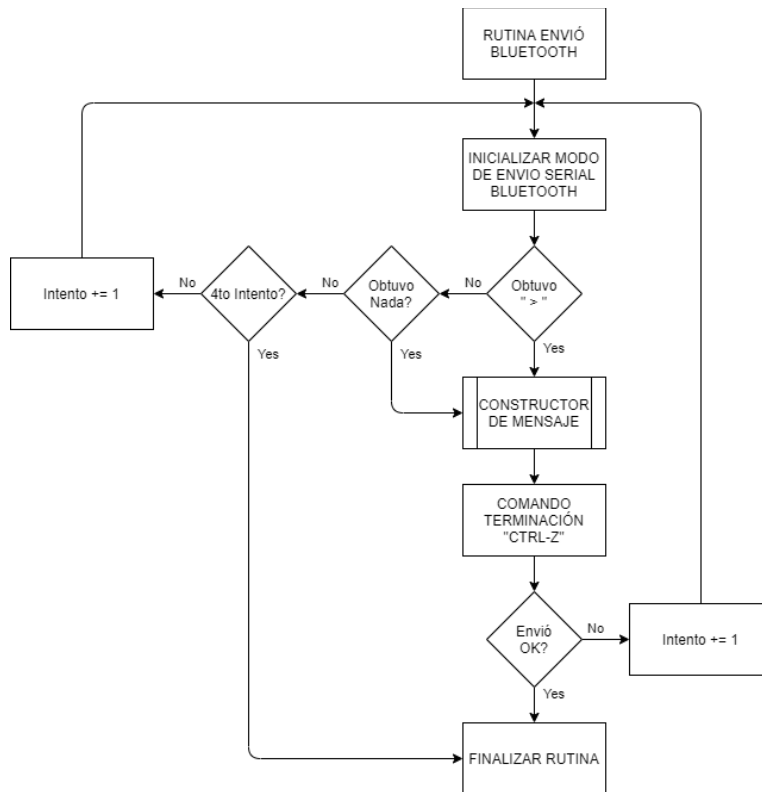 RUTINA ENVIÓ
BLUETOOTH
INICIALIZAR MODO
DE ENVIO SERIAL
BLUETOOTH
Intento += 1
No
4to Intento?
No
Obtuvo
Nada?
No
Obtuvo
" > "
Yes
Yes
Yes
CONSTRUCTOR
DE MENSAJE
COMANDO
TERMINACIÓN
"CTRL-Z"
Envió
OK?
No
Intento += 1
Yes
FINALIZAR RUTINA